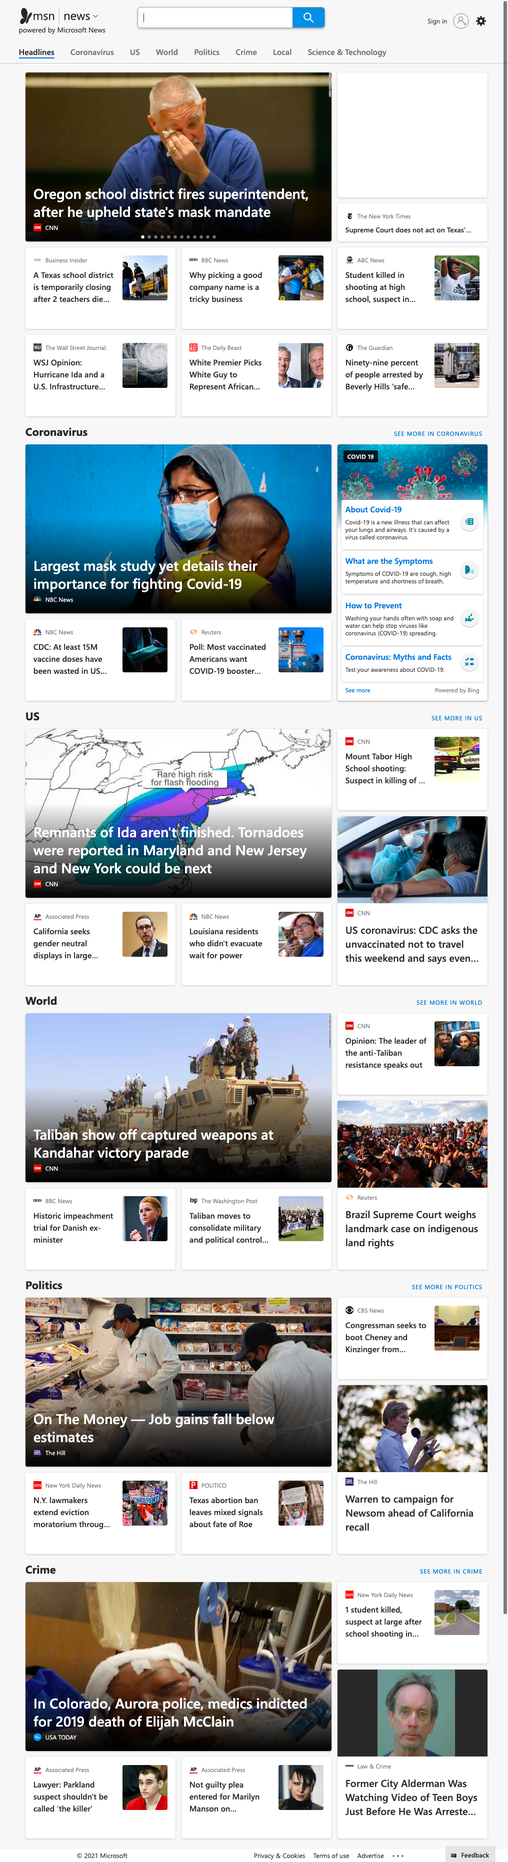 msn | news
powered by Microsoft News
Sign in
Headlines Coronavirus US World Politics Crime Local Science & Technology
Oregon school district fires superintendent,
after he upheld state's mask mandate
CNN
The New York Times
Supreme Court does not act on Texas'...
Business Insider
A Texas school district
is temporarily closing
after 2 teachers die...
BBC News
Why picking a good
company name is a
tricky business
ABC News
Student killed in
shooting at high
school, suspect in...
The Wall Street Journal.
WSJ Opinion:
Hurricane Ida and a
U.S. Infrastructure...
The Daily Beast
White Premier Picks
White Guy to
Represent African...
The Guardian
Ninety-nine percent
of people arrested by
Beverly Hills 'safe...
Coronavirus
SEE MORE IN CORONAVIRUS
Largest mask study yet details their
importance for fighting Covid-19
NBC News
COVID 19
About Covid-19
Covid-19 is a new illness that can affect
your lungs and airways. It's caused by a
virus called coronavirus.
What are the Symptoms
Symptoms of COVID-19 are cough, high
temperature and shortness of breath.
How to Prevent
Washing your hands often with soap and
water can help stop viruses like
coronavirus (COVID-19) spreading.
Coronavirus: Myths and Facts
Test your awareness about COVID-19.
See more
Powered by Bing
NBC News
CDC: At least 15M
vaccine doses have
been wasted in US...
Reuters
Poll: Most vaccinated
Americans want
COVID-19 booster...
US
SEE MORE IN US
Rare high risk
for flash flooding
Remnants of Ida aren't finished. Tornadoes
were reported in Maryland and New Jersey
and New York could be next
CNN
CNN
Mount Tabor High
School shooting:
Suspect in killing of ...
CNN
US coronavirus: CDC asks the
unvaccinated not to travel
this weekend and says even...
Associated Press
California seeks
gender neutral
displays in large...
NBC News
Louisiana residents
who didn't evacuate
wait for power
World
SEE MORE IN WORLD
Taliban show off captured weapons at
Kandahar victory parade
CNN
CNN
Opinion: The leader of
the anti-Taliban
resistance speaks out
Reuters
Brazil Supreme Court weighs
landmark case on indigenous
land rights
BBC News
Historic impeachment
trial for Danish ex-
minister
The Washington Post
Taliban moves to
consolidate military
and political control...
Politics
SEE MORE IN POLITICS
On The Money — Job gains fall below
estimates
The Hill
CBS News
Congressman seeks to
boot Cheney and
Kinzinger from...
The Hill
Warren to campaign for
Newsom ahead of California
recall
New York Daily News
N.Y. lawmakers
extend eviction
moratorium throug...
POLITICO
Texas abortion ban
leaves mixed signals
about fate of Roe
Crime
SEE MORE IN CRIME
In Colorado, Aurora police, medics indicted
for 2019 death of Elijah McClain
USA TODAY
New York Daily News
1 student killed,
suspect at large after
school shooting in...
Law & Crime
Former City Alderman Was
Watching Video of Teen Boys
Just Before He Was Arreste...
Associated Press
Lawyer: Parkland
suspect shouldn't be
called 'the killer'
Associated Press
Not guilty plea
entered for Marilyn
Manson on...
© 2021 Microsoft
Privacy & Cookies Terms of use Advertise ...
Feedback